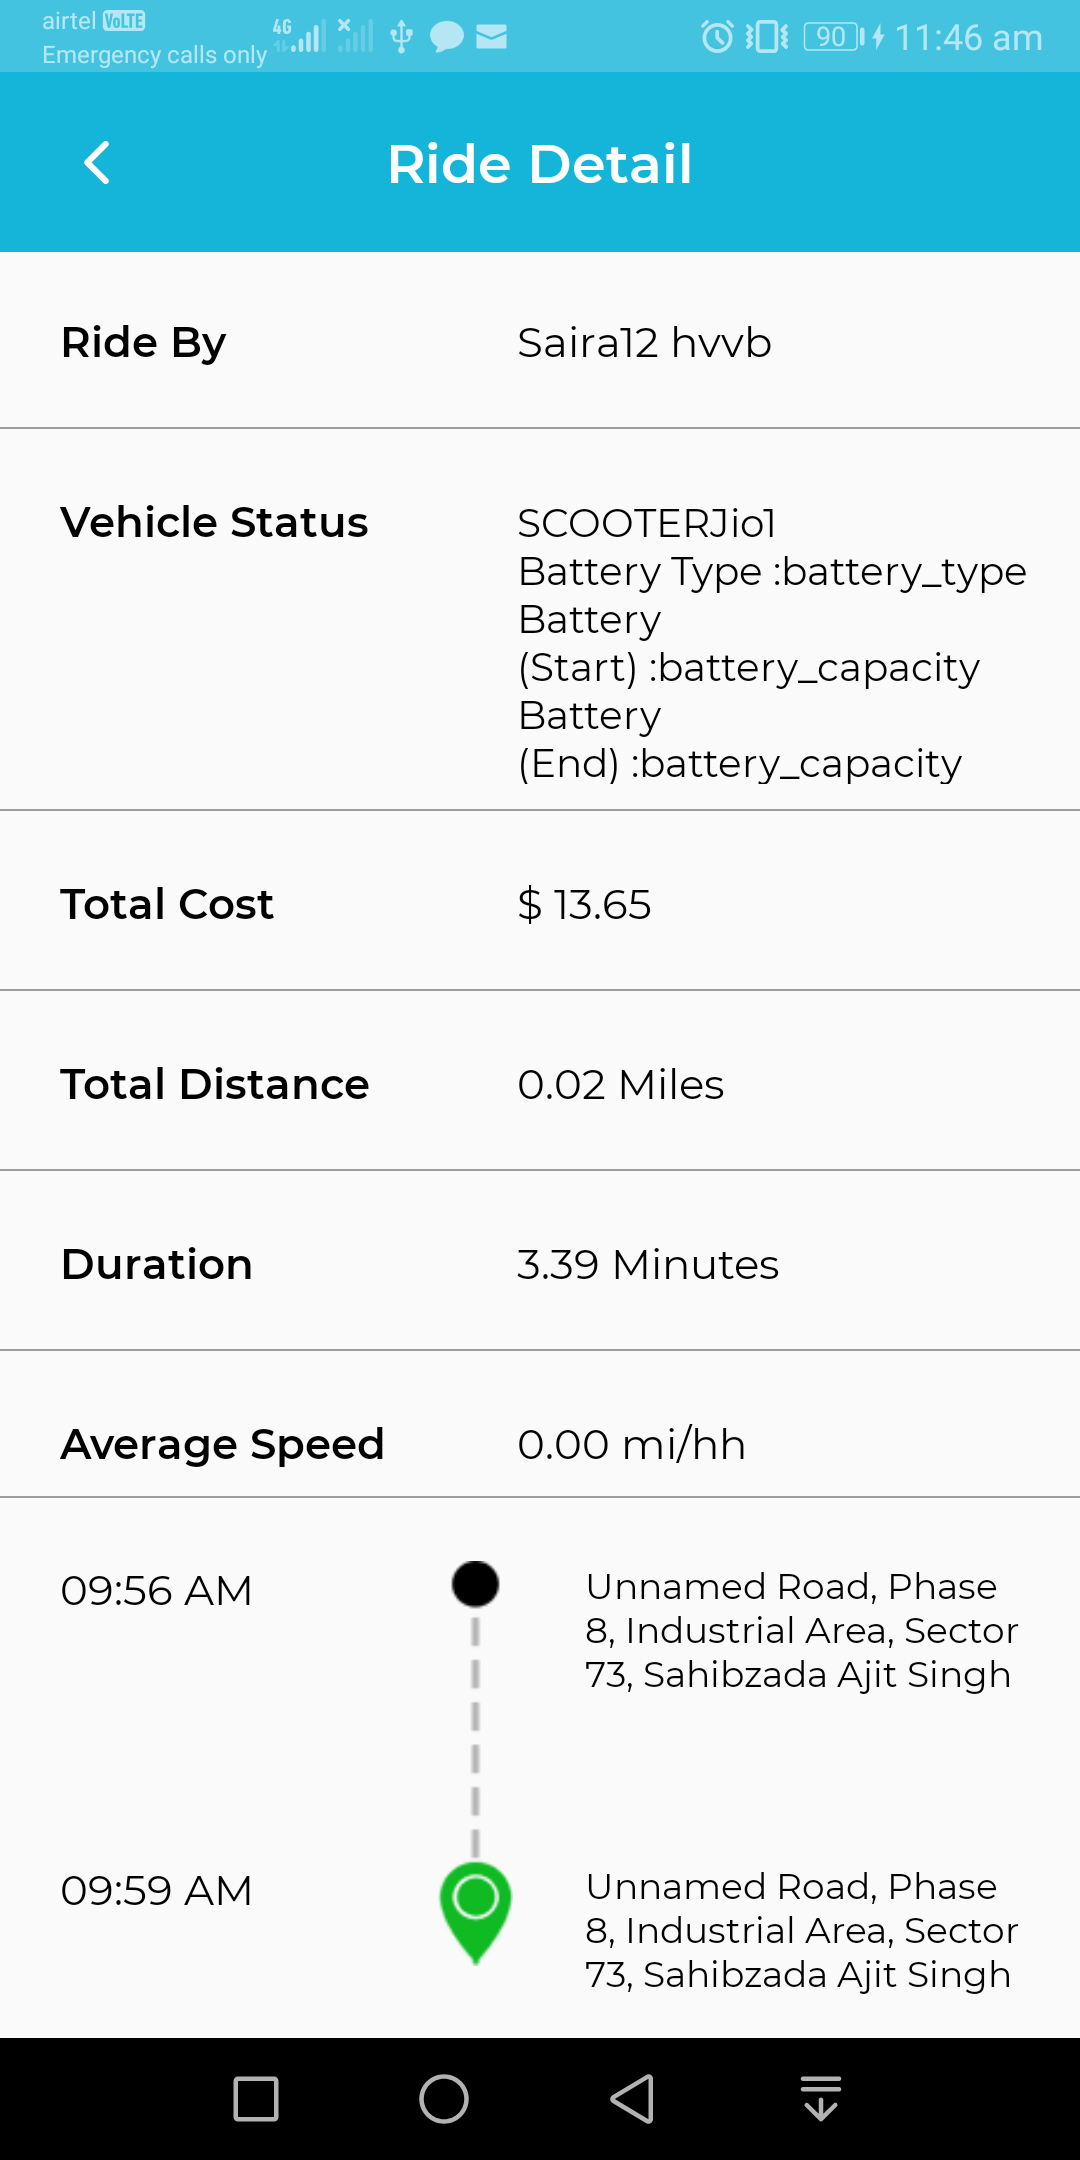 airtel VoLTE
Emergency calls only
4G
90
11:46 am
Ride Detail
Ride By
Saira12 hvvb
Vehicle Status
SCOOTERJio1
Battery Type :battery_type
Battery
(Start) :battery_capacity
Battery
(End) :battery_capacity
Total Cost
$ 13.65
Total Distance
0.02 Miles
Duration
3.39 Minutes
Average Speed
0.00 mi/hh
09:56 AM
Unnamed Road, Phase
8, Industrial Area, Sector
73, Sahibzada Ajit Singh
09:59 AM
Unnamed Road, Phase
8, Industrial Area, Sector
73, Sahibzada Ajit Singh